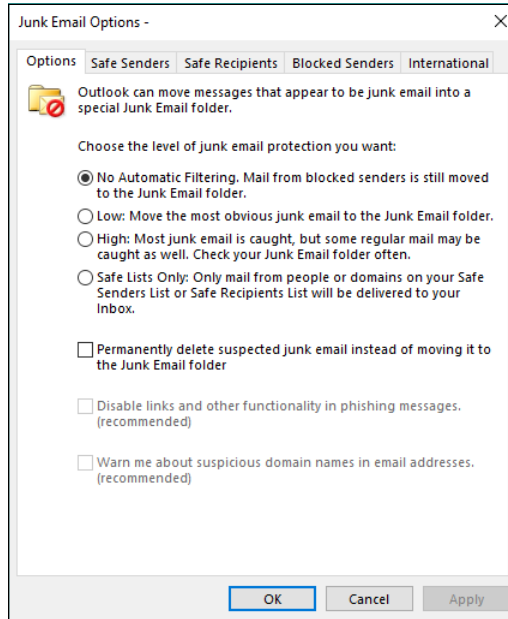 Junk Email Options -
Options Safe Senders Safe Recipients Blocked Senders International
Outlook can move messages that appear to be junk email into a
special Junk Email folder.
Choose the level of junk email protection you want:
No Automatic Filtering. Mail from blocked senders is still moved
to the Junk Email folder.
Low: Move the most obvious junk email to the Junk Email folder.
High: Most junk email is caught, but some regular mail may be
caught as well. Check your Junk Email folder often.
Safe Lists Only: Only mail from people or domains on your Safe
Senders List or Safe Recipients List will be delivered to your
Inbox.
Permanently delete suspected junk email instead of moving it to
the Junk Email folder
Disable links and other functionality in phishing messages.
(recommended)
Warn me about suspicious domain names in email addresses.
(recommended)
OK Cancel Apply